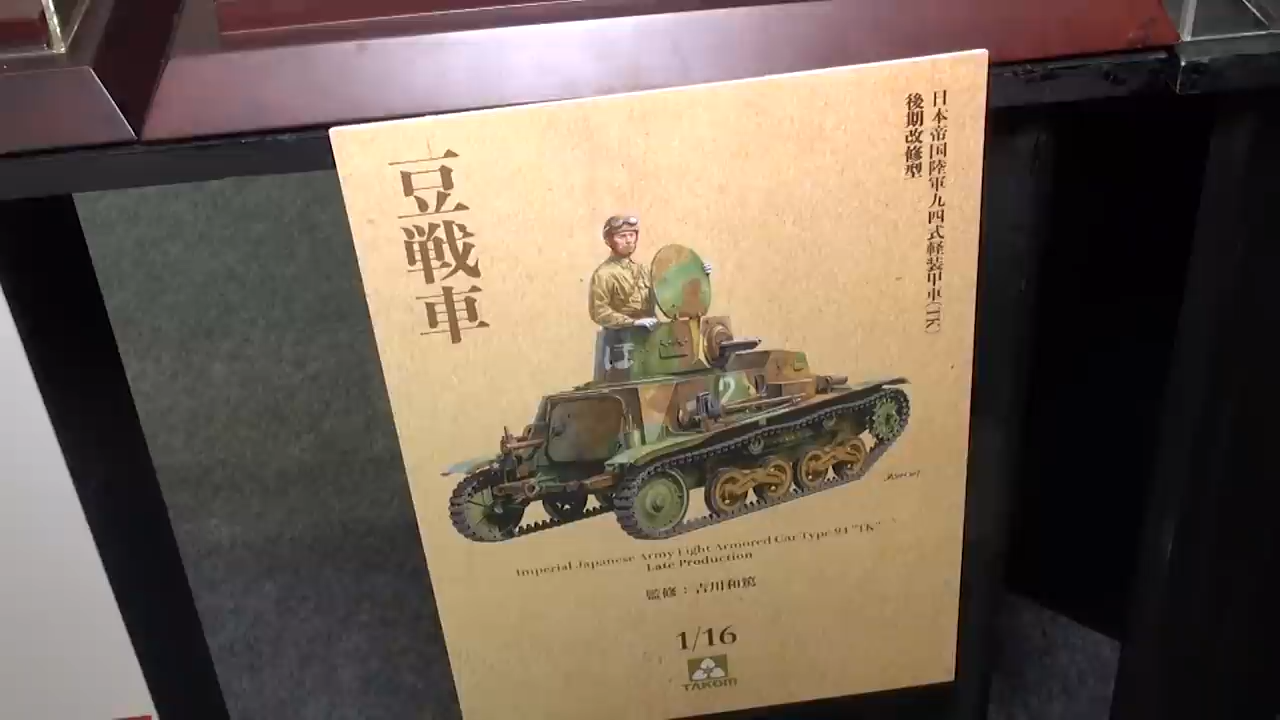 日本帝国陸軍九四式軽装甲車(TK)
後期改修型
豆戦車
ほ
2
Imperial Japanese Army Light Armored Car Type 94 "TK"
Late Production
監修：吉川和篤
1/16
TAKOM